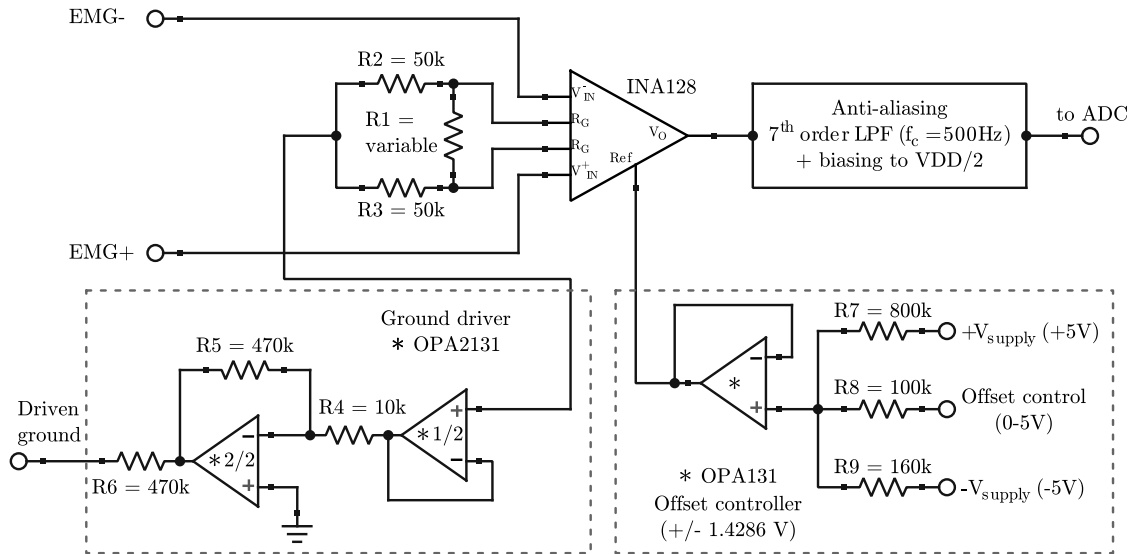 EMG-
R2 = 50k
R1 =
variable
R3 = 50k
EMG+
INA128
V-IN
RG
RG
V+IN
VO
Ref
Anti-aliasing
7th order LPF (fc = 500Hz)
+ biasing to VDD/2
to ADC
Ground driver
* OPA2131
R5 = 470k
R4 = 10k
+
* 1/2
-
Driven
ground
R6 = 470k
-
* 2/2
+
R7 = 800k
+Vsupply (+5V)
-
*
+
R8 = 100k
Offset control
(0-5V)
R9 = 160k
-Vsupply (-5V)
* OPA131
Offset controller
(+/- 1.4286 V)